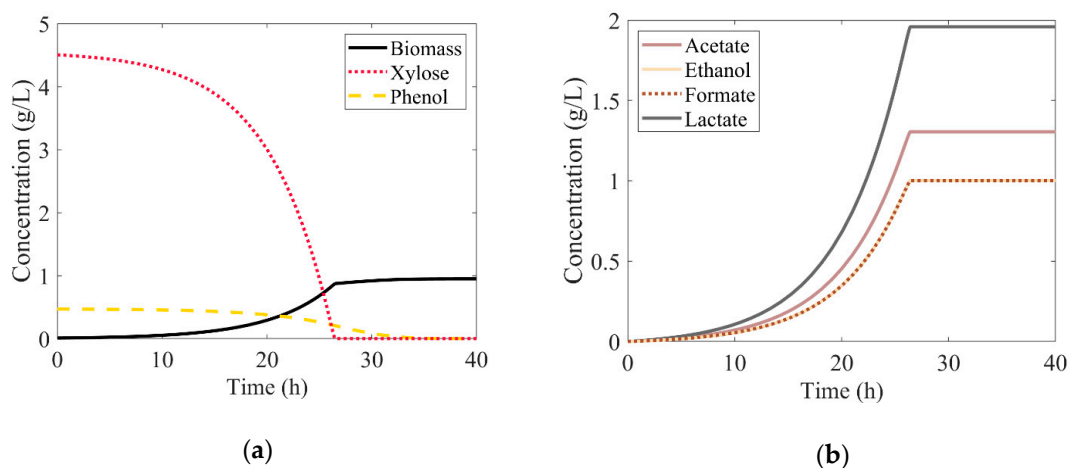 5
4
3
2
1
0
0
10
20
30
40
Concentration (g/L)
Time (h)
Biomass
Xylose
Phenol
(a)
2
1.5
1
0.5
0
0
10
20
30
40
Concentration (g/L)
Time (h)
Acetate
Ethanol
Formate
Lactate
(b)